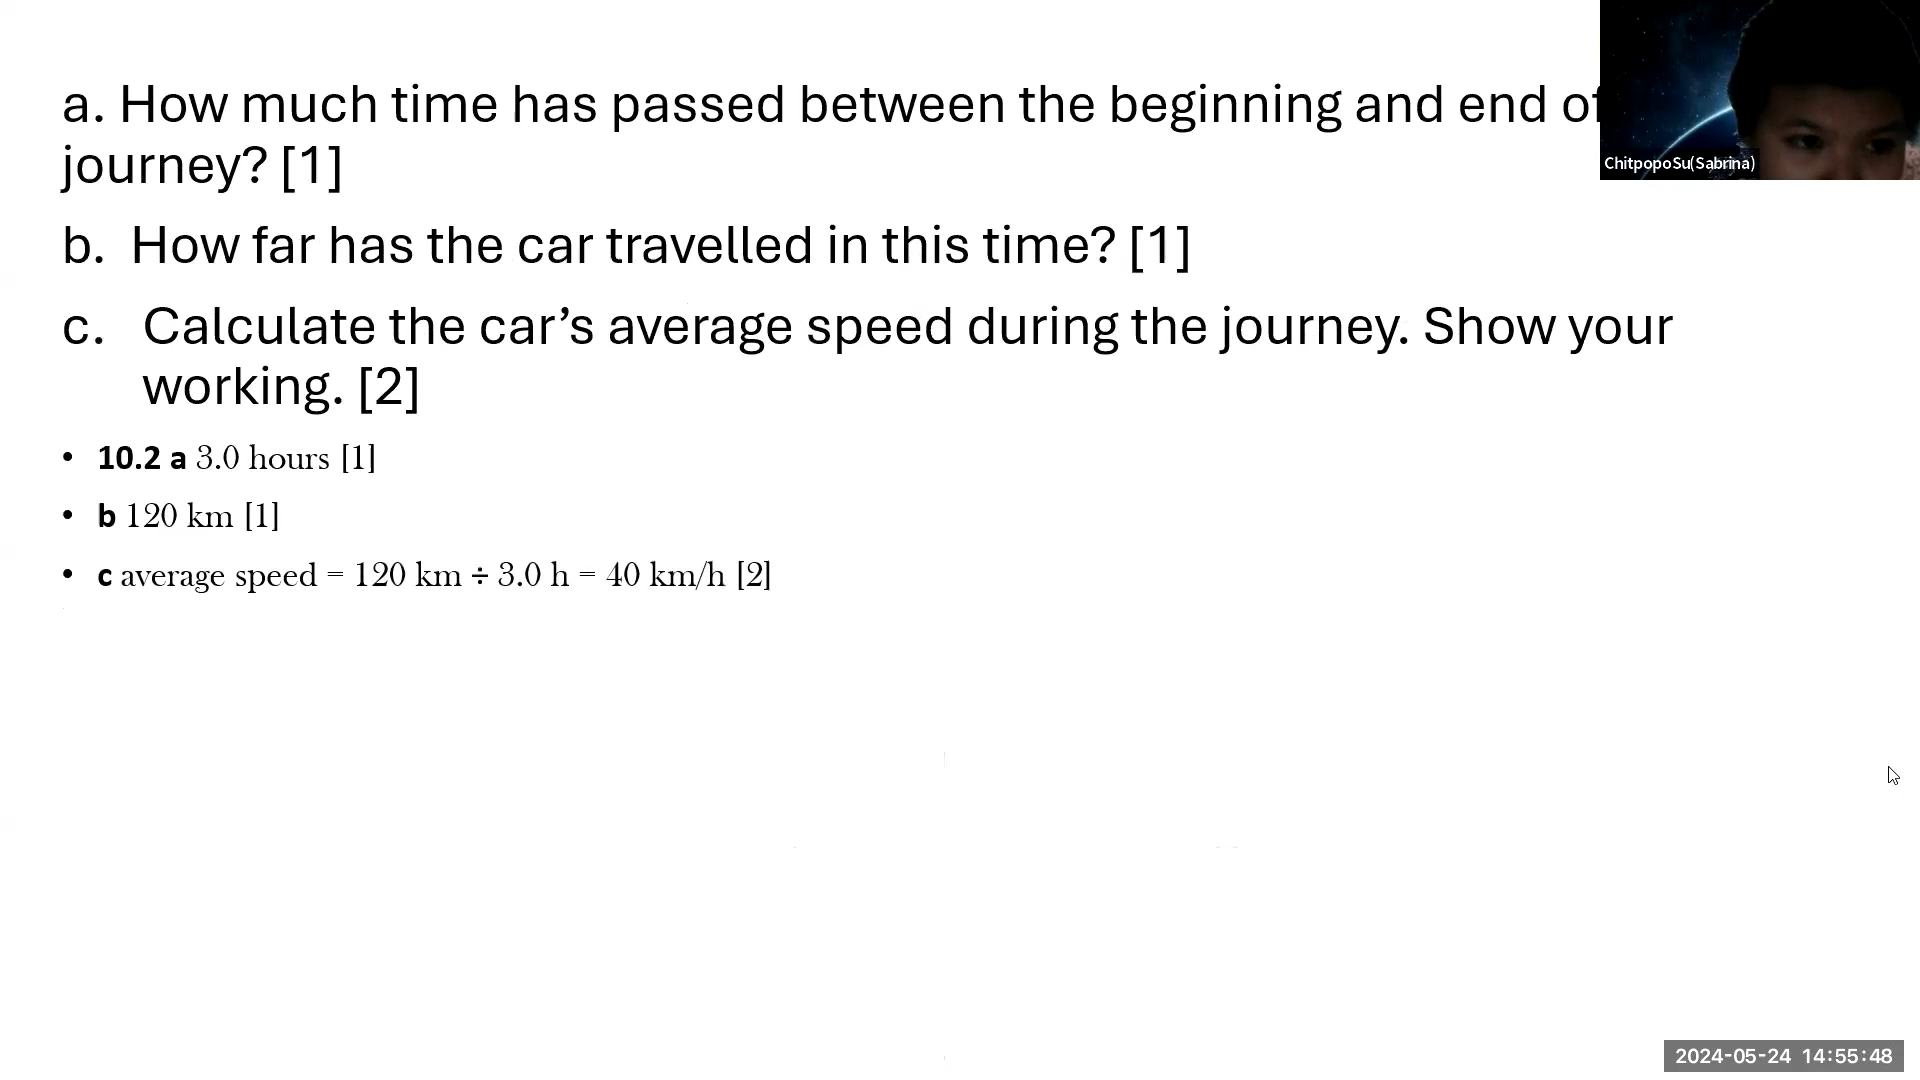 a. How much time has passed between the beginning and end of
journey? [1]
b. How far has the car travelled in this time? [1]
c. Calculate the car’s average speed during the journey. Show your
working. [2]
• 10.2 a 3.0 hours [1]
• b 120 km [1]
• c average speed = 120 km ÷ 3.0 h = 40 km/h [2]
ChitpopoSu(Sabrina)
2024-05-24 14:55:48